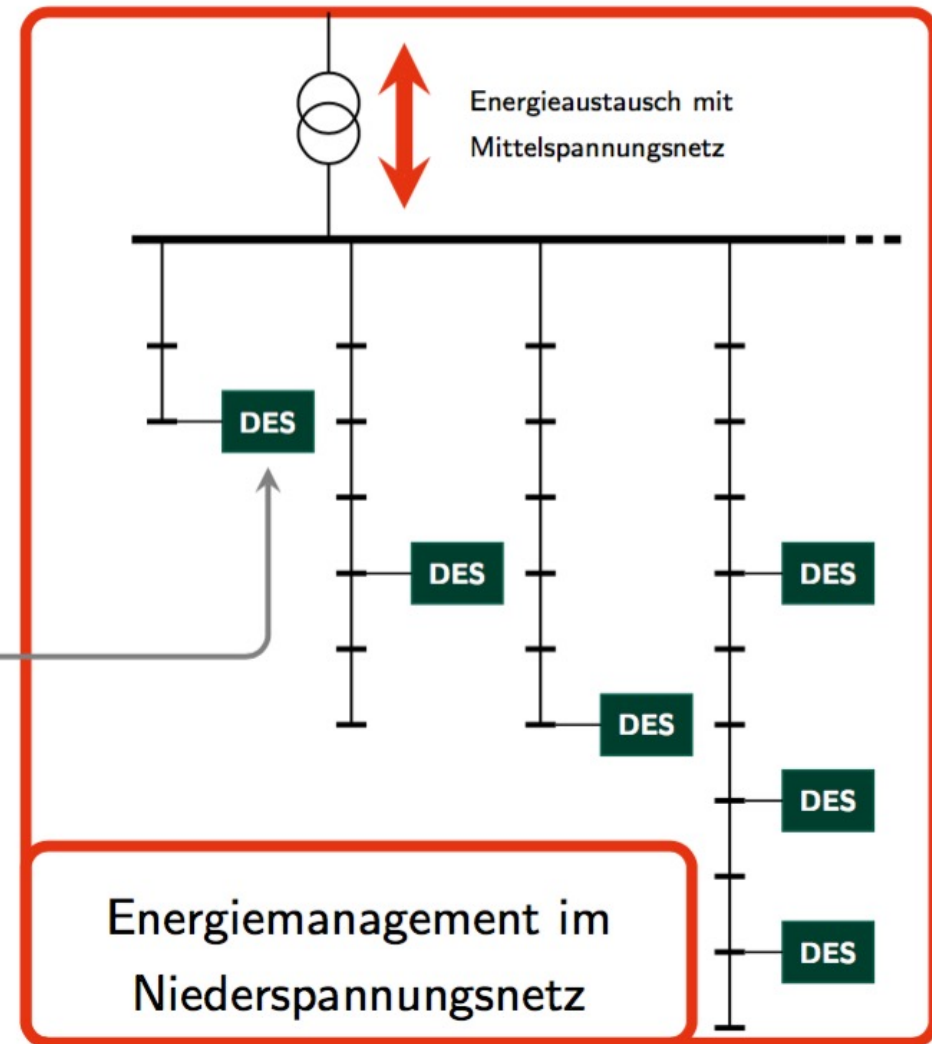 Energieaustausch mit
Mittelspannungsnetz
DES
DES
DES
DES
DES
DES
Energiemanagement im
Niederspannungsnetz